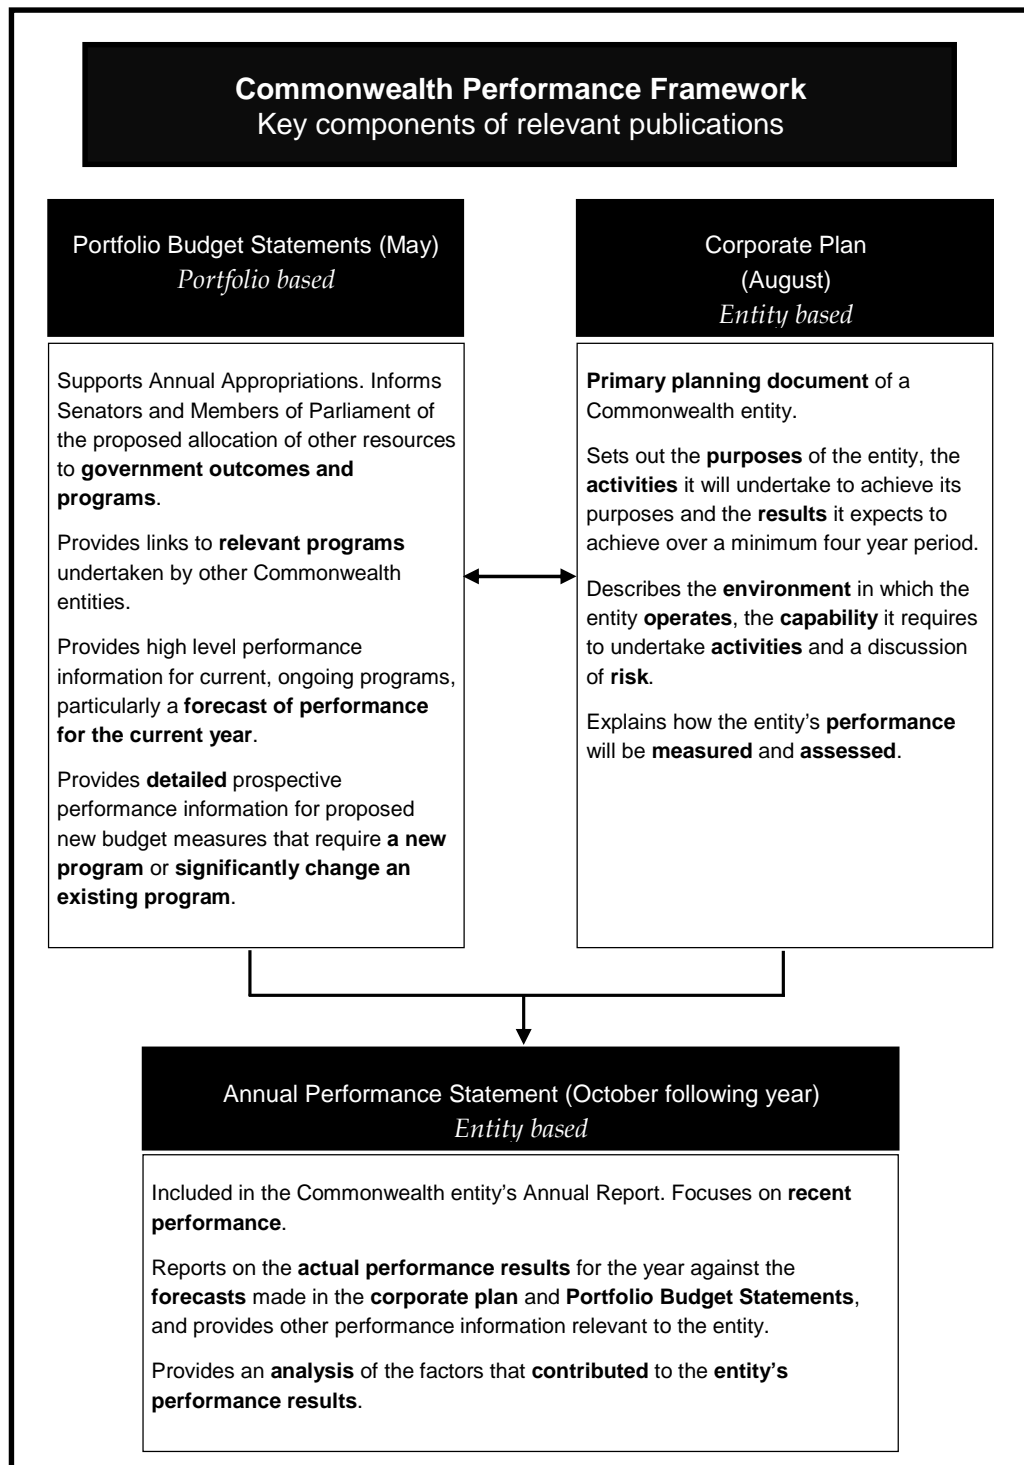 Commonwealth Performance Framework
Key components of relevant publications
Portfolio Budget Statements (May)
Portfolio based
Supports Annual Appropriations. Informs
Senators and Members of Parliament of
the proposed allocation of other resources
to government outcomes and
programs.
Provides links to relevant programs
undertaken by other Commonwealth
entities.
Provides high level performance
information for current, ongoing programs,
particularly a forecast of performance
for the current year.
Provides detailed prospective
performance information for proposed
new budget measures that require a new
program or significantly change an
existing program.
Corporate Plan
(August)
Entity based
Primary planning document of a
Commonwealth entity.
Sets out the purposes of the entity, the
activities it will undertake to achieve its
purposes and the results it expects to
achieve over a minimum four year period.
Describes the environment in which the
entity operates, the capability it requires
to undertake activities and a discussion
of risk.
Explains how the entity’s performance
will be measured and assessed.
Annual Performance Statement (October following year)
Entity based
Included in the Commonwealth entity’s Annual Report. Focuses on recent
performance.
Reports on the actual performance results for the year against the
forecasts made in the corporate plan and Portfolio Budget Statements,
and provides other performance information relevant to the entity.
Provides an analysis of the factors that contributed to the entity’s
performance results.